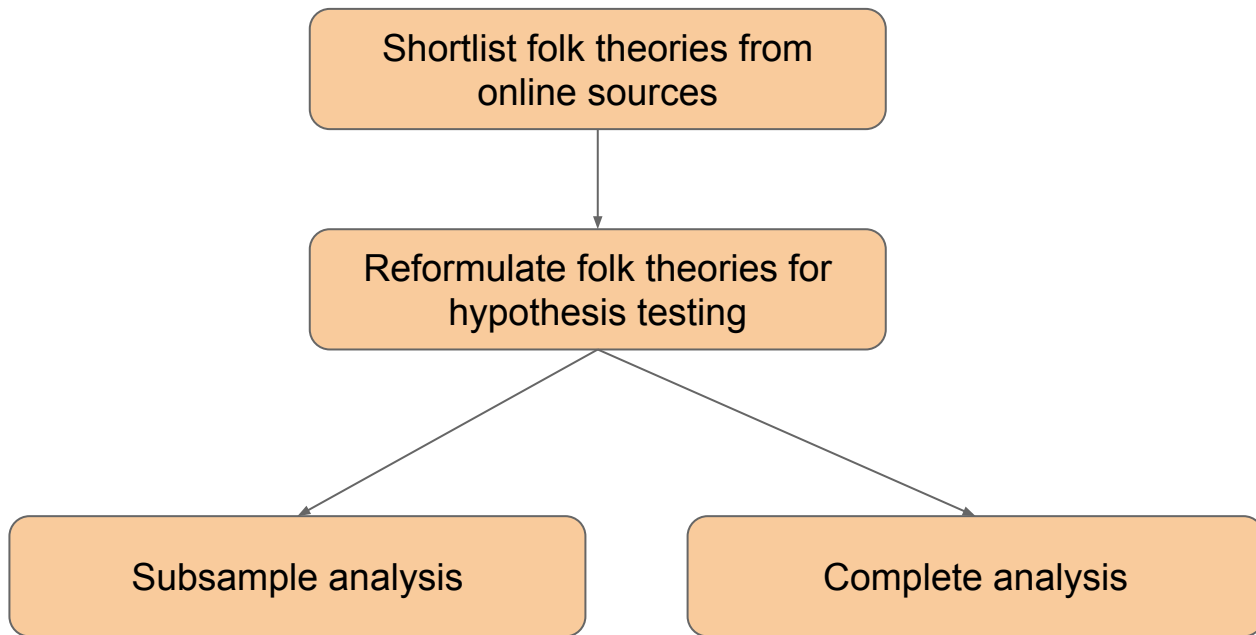 Shortlist folk theories from
online sources
Reformulate folk theories for
hypothesis testing
Subsample analysis
Complete analysis